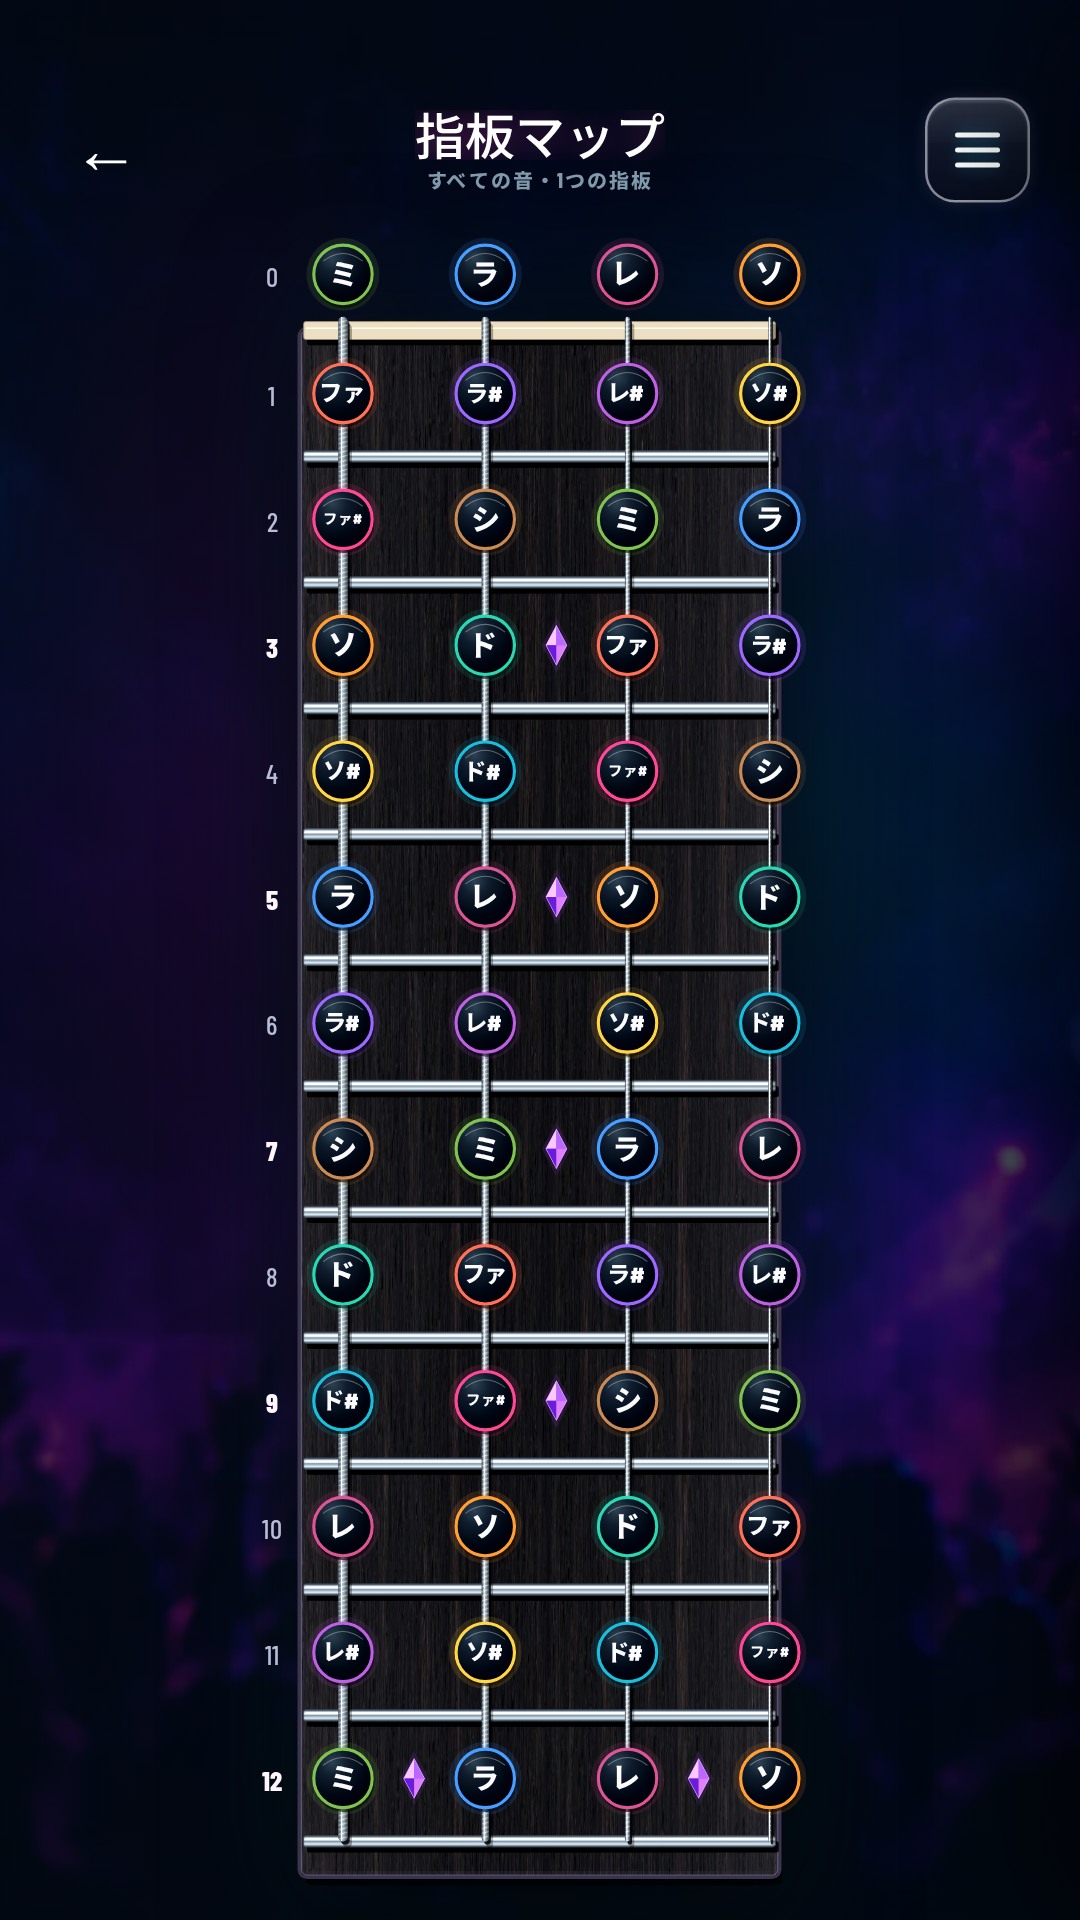 指板マップ
すべての音・1つの指板
0 ミ ラ レ ソ
1 ファ ラ# レ# ソ#
2 ファ# シ ミ ラ
3 ソ ド ファ ラ#
4 ソ# ド# ファ# シ
5 ラ レ ソ ド
6 ラ# レ# ソ# ド#
7 シ ミ ラ レ
8 ド ファ ラ# レ#
9 ド# ファ# シ ミ
10 レ ソ ド ファ
11 レ# ソ# ド# ファ#
12 ミ ラ レ ソ